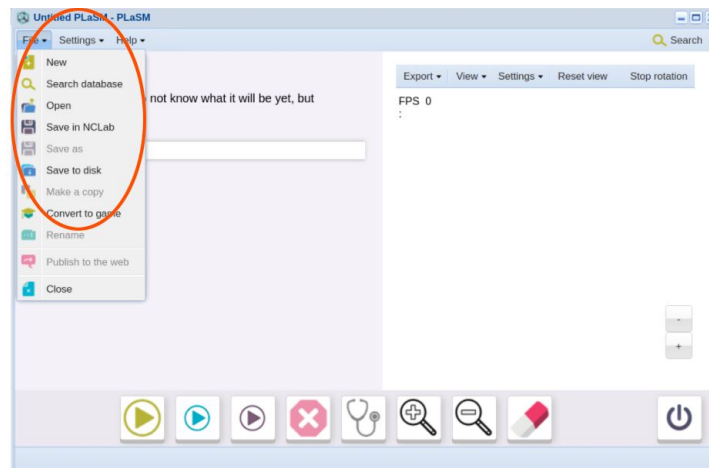 Untitled PLaSM - PLaSM
File Settings Help Search
New
Search database
Open
Save in NCLab
Save as
Save to disk
Make a copy
Convert to game
Rename
Publish to the web
Close
not know what it will be yet, but
Export View Settings Reset view Stop rotation
FPS 0
:
-
+